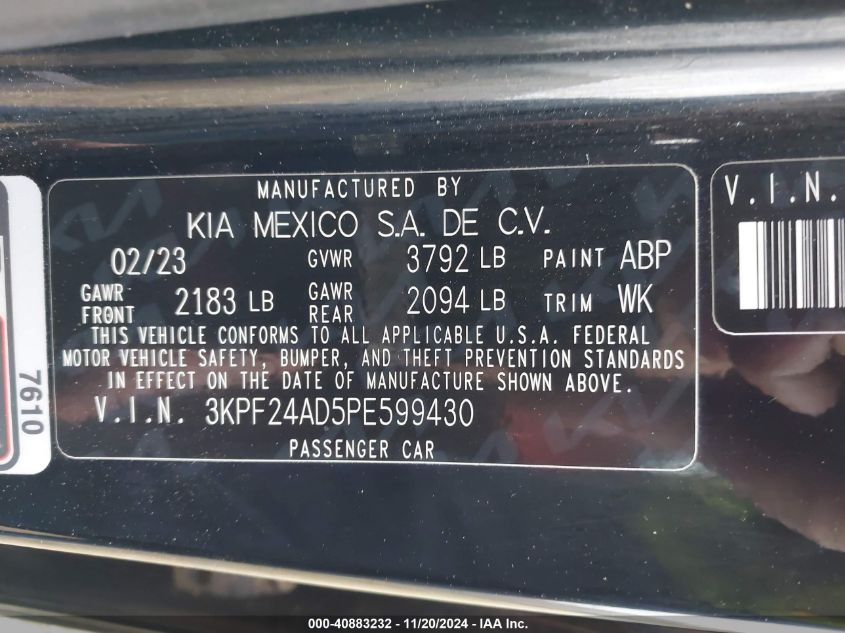 MANUFACTURED BY
KIA MEXICO S.A. DE C.V.
02/23 GVWR 3792 LB PAINT ABP
GAWR FRONT 2183 LB GAWR REAR 2094 LB TRIM WK
THIS VEHICLE CONFORMS TO ALL APPLICABLE U.S.A. FEDERAL
MOTOR VEHICLE SAFETY, BUMPER, AND THEFT PREVENTION STANDARDS
IN EFFECT ON THE DATE OF MANUFACTURE SHOWN ABOVE.
V.I.N. 3KPF24AD5PE599430
PASSENGER CAR
V.I.N.
7610
000-40883232 - 11/20/2024 - IAA Inc.